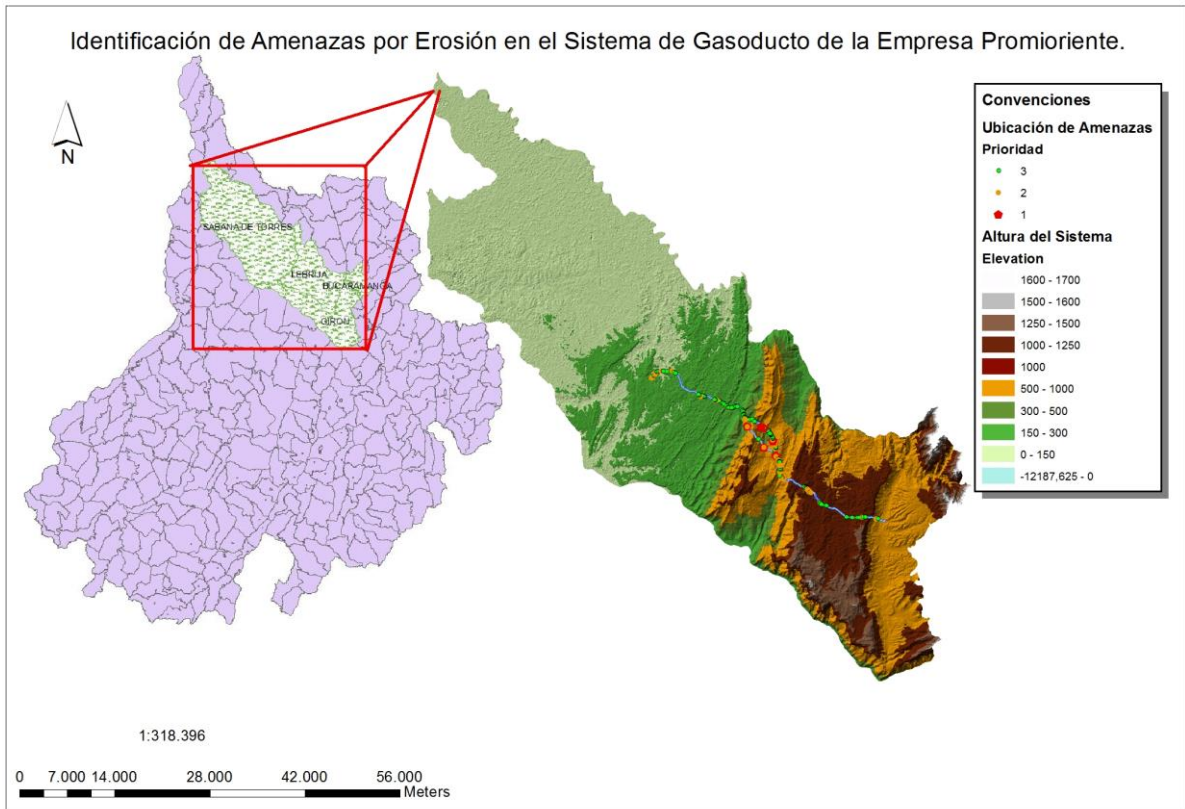 Identificación de Amenazas por Erosión en el Sistema de Gasoducto de la Empresa Promioriente.
N
SABANA DE TORRES
LEBRIJA
BUCARAMANGA
GIRON
Convenciones
Ubicación de Amenazas
Prioridad
3
2
1
Altura del Sistema
Elevation
1600 - 1700
1500 - 1600
1250 - 1500
1000 - 1250
1000
500 - 1000
300 - 500
150 - 300
0 - 150
-12187,625 - 0
1:318.396
0 7.000 14.000 28.000 42.000 56.000
Meters